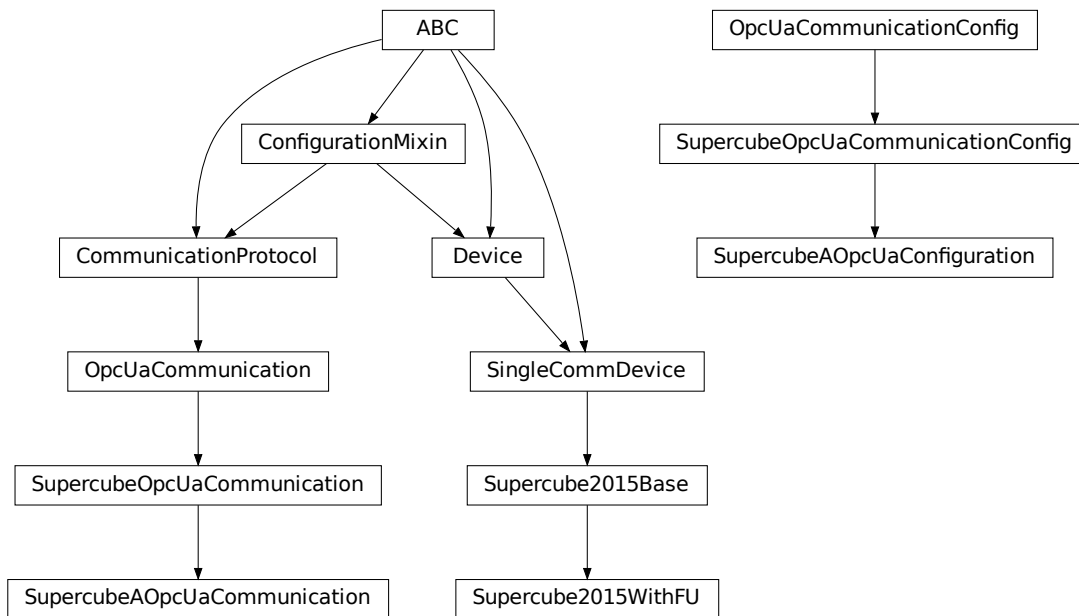 ABC
OpcUaCommunicationConfig
ConfigurationMixin
SupercubeOpcUaCommunicationConfig
CommunicationProtocol
Device
SupercubeAOpcUaConfiguration
OpcUaCommunication
SingleCommDevice
SupercubeOpcUaCommunication
Supercube2015Base
SupercubeAOpcUaCommunication
Supercube2015WithFU